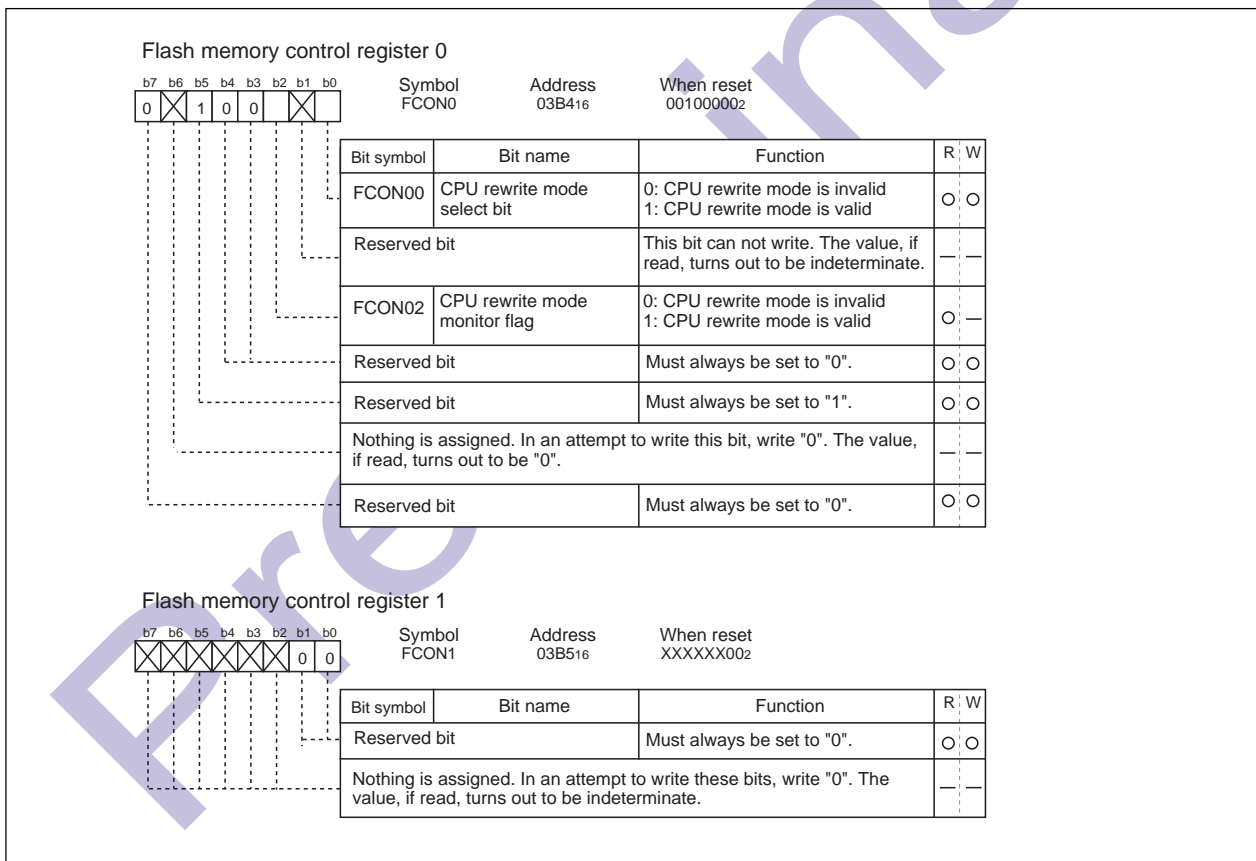 Flash memory control register 0
b7 b6 b5 b4 b3 b2 b1 b0
0 1 0 0
Symbol Address When reset
FCON0 03B416 001000002
Bit symbol Bit name Function R W
FCON00 CPU rewrite mode select bit 0: CPU rewrite mode is invalid
1: CPU rewrite mode is valid
Reserved bit This bit can not write. The value, if
read, turns out to be indeterminate.
FCON02 CPU rewrite mode monitor flag 0: CPU rewrite mode is invalid
1: CPU rewrite mode is valid
Reserved bit Must always be set to "0".
Reserved bit Must always be set to "1".
Nothing is assigned. In an attempt to write this bit, write "0". The value,
if read, turns out to be "0".
Reserved bit Must always be set to "0".
Flash memory control register 1
b7 b6 b5 b4 b3 b2 b1 b0
0 0
Symbol Address When reset
FCON1 03B516 XXXXXX002
Bit symbol Bit name Function R W
Reserved bit Must always be set to "0".
Nothing is assigned. In an attempt to write these bits, write "0". The
value, if read, turns out to be indeterminate.